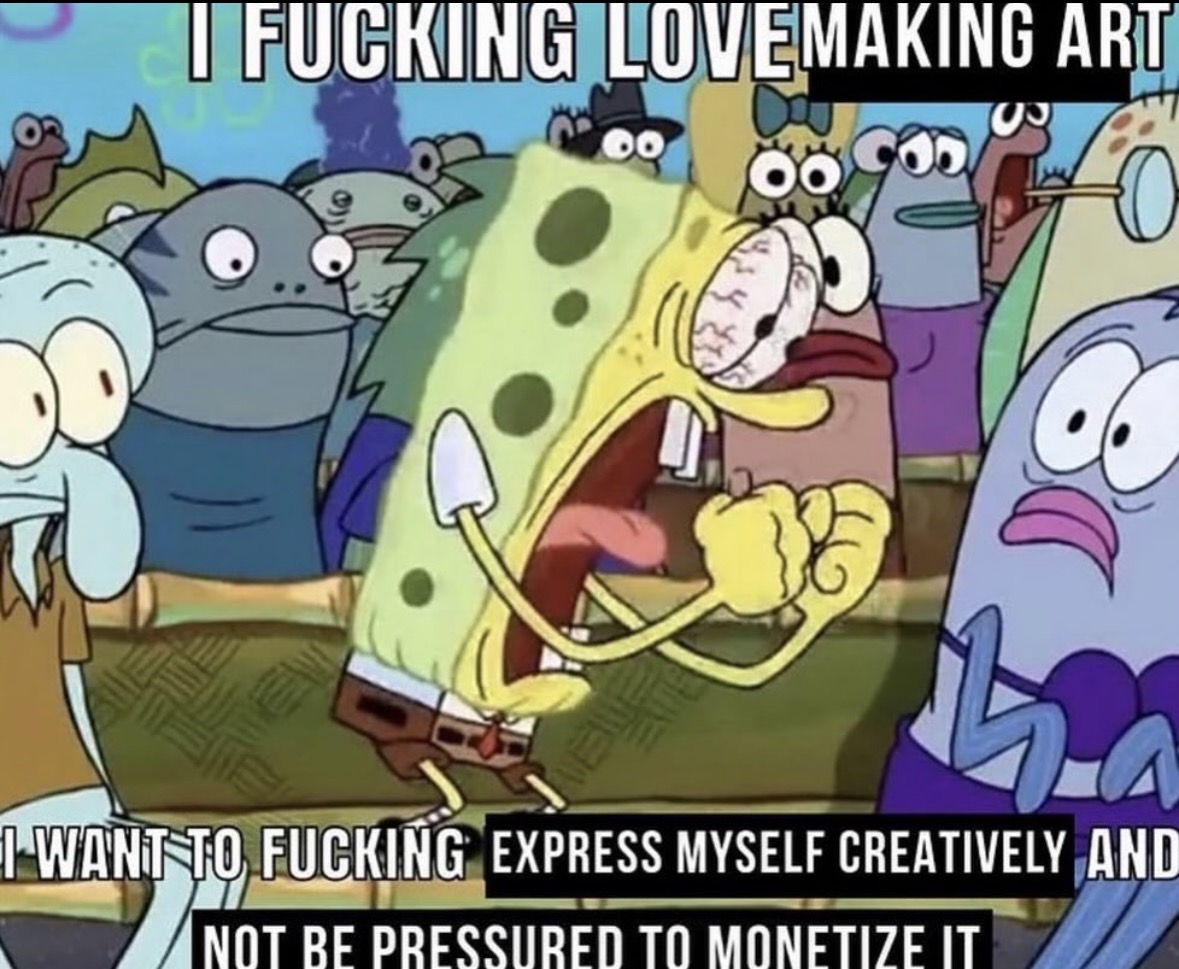 I FUCKING LOVE MAKING ART
I WANT TO FUCKING EXPRESS MYSELF CREATIVELY AND
NOT BE PRESSURED TO MONETIZE IT